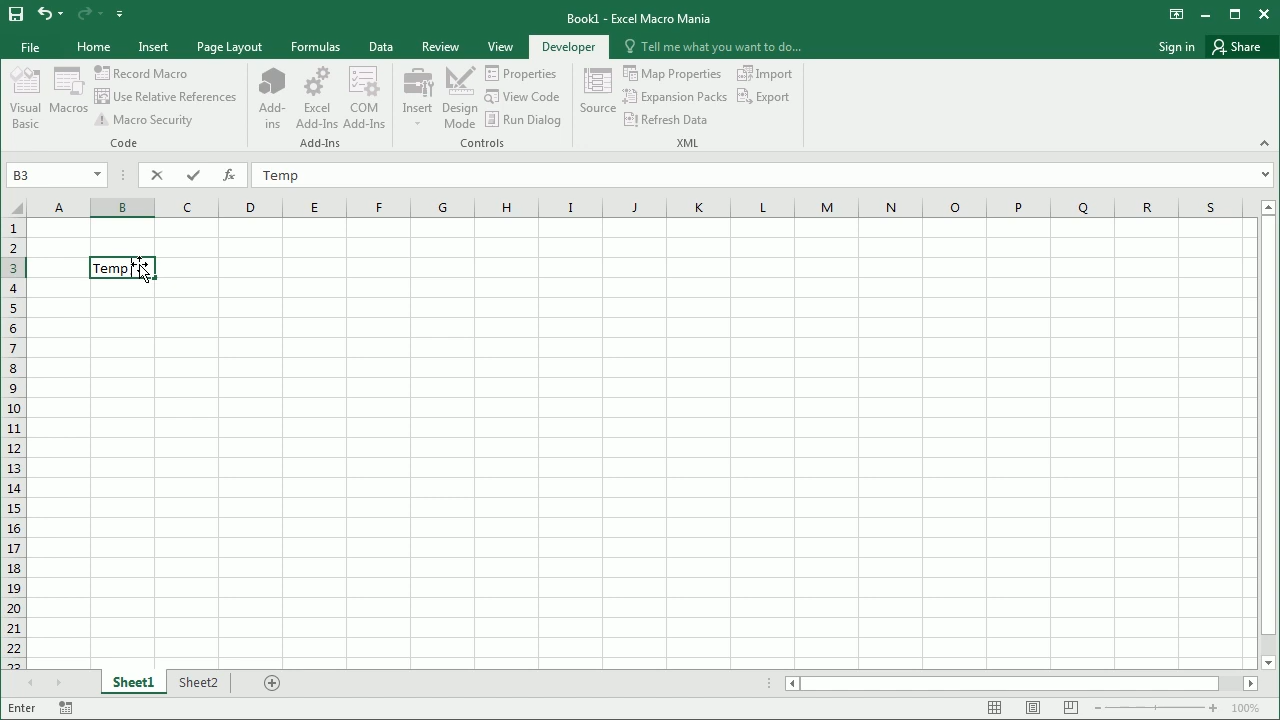 Book1 - Excel Macro Mania
File Home Insert Page Layout Formulas Data Review View Developer Tell me what you want to do... Sign in Share
Visual Basic
Macros
Record Macro
Use Relative References
Macro Security
Code
Add-ins
Excel Add-Ins
COM Add-Ins
Add-Ins
Insert
Design Mode
Properties
View Code
Run Dialog
Controls
Source
Map Properties
Expansion Packs
Refresh Data
Import
Export
XML
B3 fx Temp
A B C D E F G H I J K L M N O P Q R S
1
2
3 Temp
4
5
6
7
8
9
10
11
12
13
14
15
16
17
18
19
20
21
22
23
Sheet1 Sheet2
Enter 100%